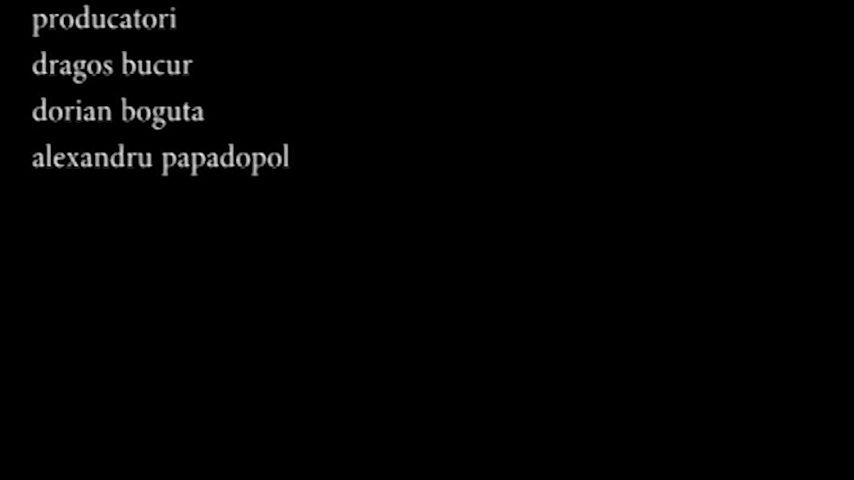 producatori
dragos bucur
dorian boguta
alexandru papadopol